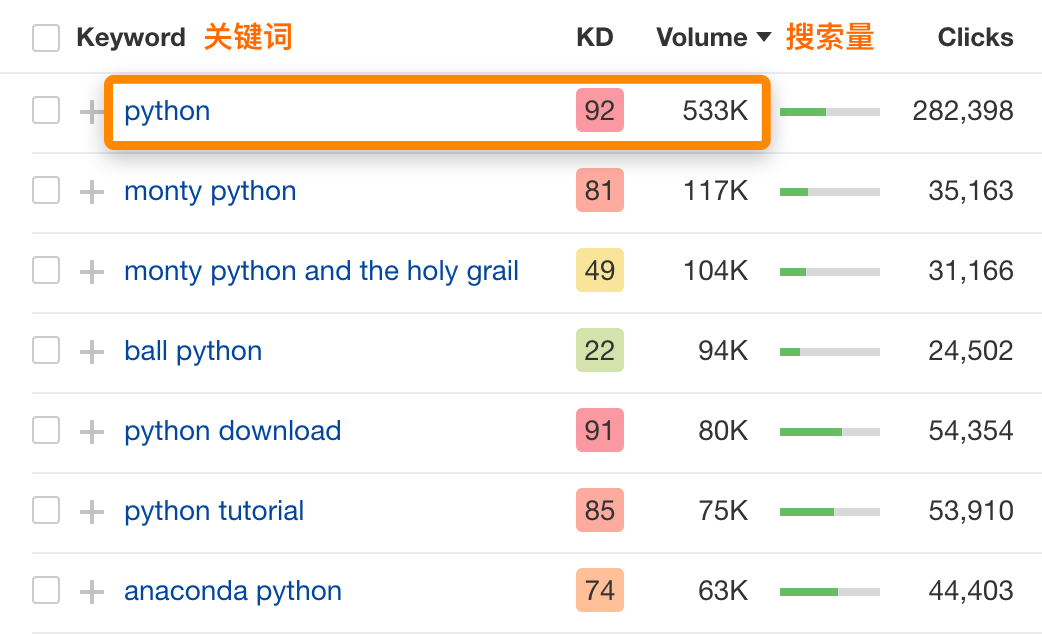 Keyword 关键词 KD Volume 搜索量 Clicks
python 92 533K 282,398
monty python 81 117K 35,163
monty python and the holy grail 49 104K 31,166
ball python 22 94K 24,502
python download 91 80K 54,354
python tutorial 85 75K 53,910
anaconda python 74 63K 44,403